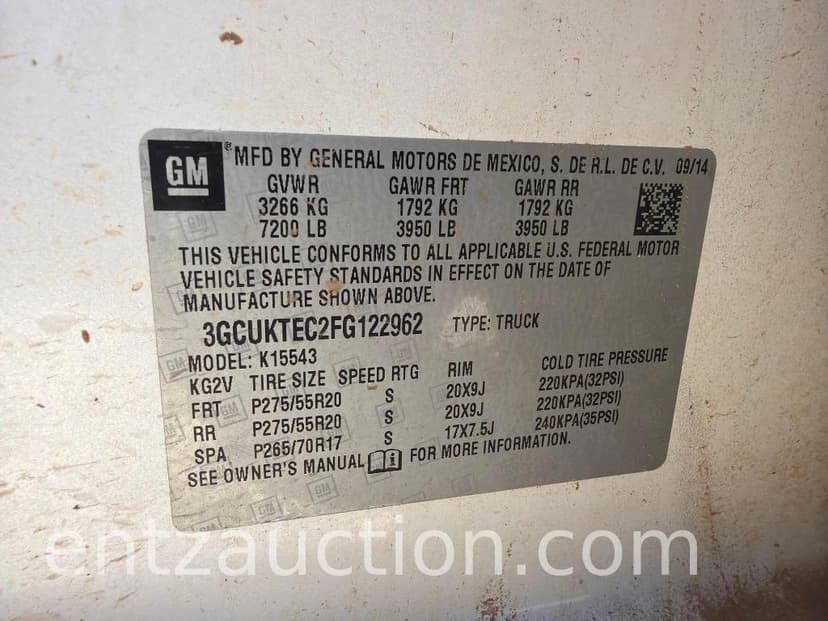 GM ® MFD BY GENERAL MOTORS DE MEXICO, S. DE R.L. DE C.V. 09/14
GVWR GAWR FRT GAWR RR
3266 KG 1792 KG 1792 KG
7200 LB 3950 LB 3950 LB
THIS VEHICLE CONFORMS TO ALL APPLICABLE U.S. FEDERAL MOTOR
VEHICLE SAFETY STANDARDS IN EFFECT ON THE DATE OF
MANUFACTURE SHOWN ABOVE.
3GCUKTEC2FG122962 TYPE: TRUCK
MODEL: K15543
KG2V TIRE SIZE SPEED RTG RIM COLD TIRE PRESSURE
FRT P275/55R20 S 20X9J 220KPA(32PSI)
RR P275/55R20 S 20X9J 220KPA(32PSI)
SPA P265/70R17 S 17X7.5J 240KPA(35PSI)
SEE OWNER'S MANUAL i FOR MORE INFORMATION.
entzauction.com